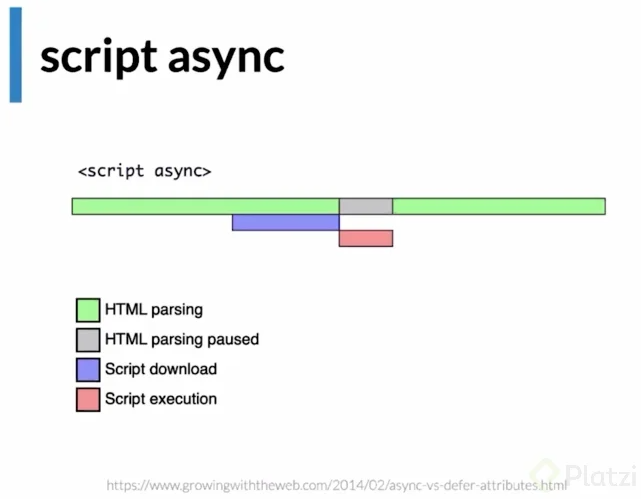 script async
<script async>
HTML parsing
HTML parsing paused
Script download
Script execution
Platzi
https://www.growingwiththeweb.com/2014/02/async-vs-defer-attributes.html